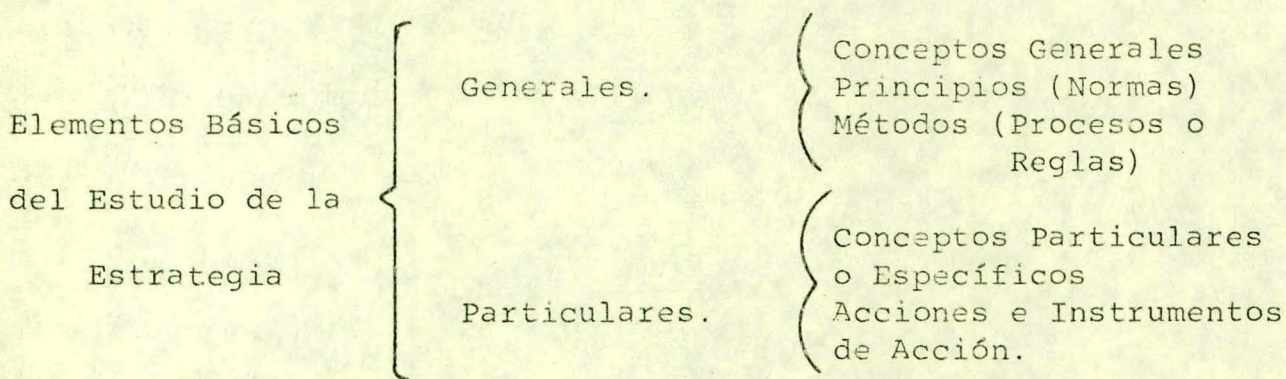 Elementos Básicos
del Estudio de la
Estrategia
Generales.
Conceptos Generales
Principios (Normas)
Métodos (Procesos o
Reglas)
Particulares.
Conceptos Particulares
o Específicos
Acciones e Instrumentos
de Acción.